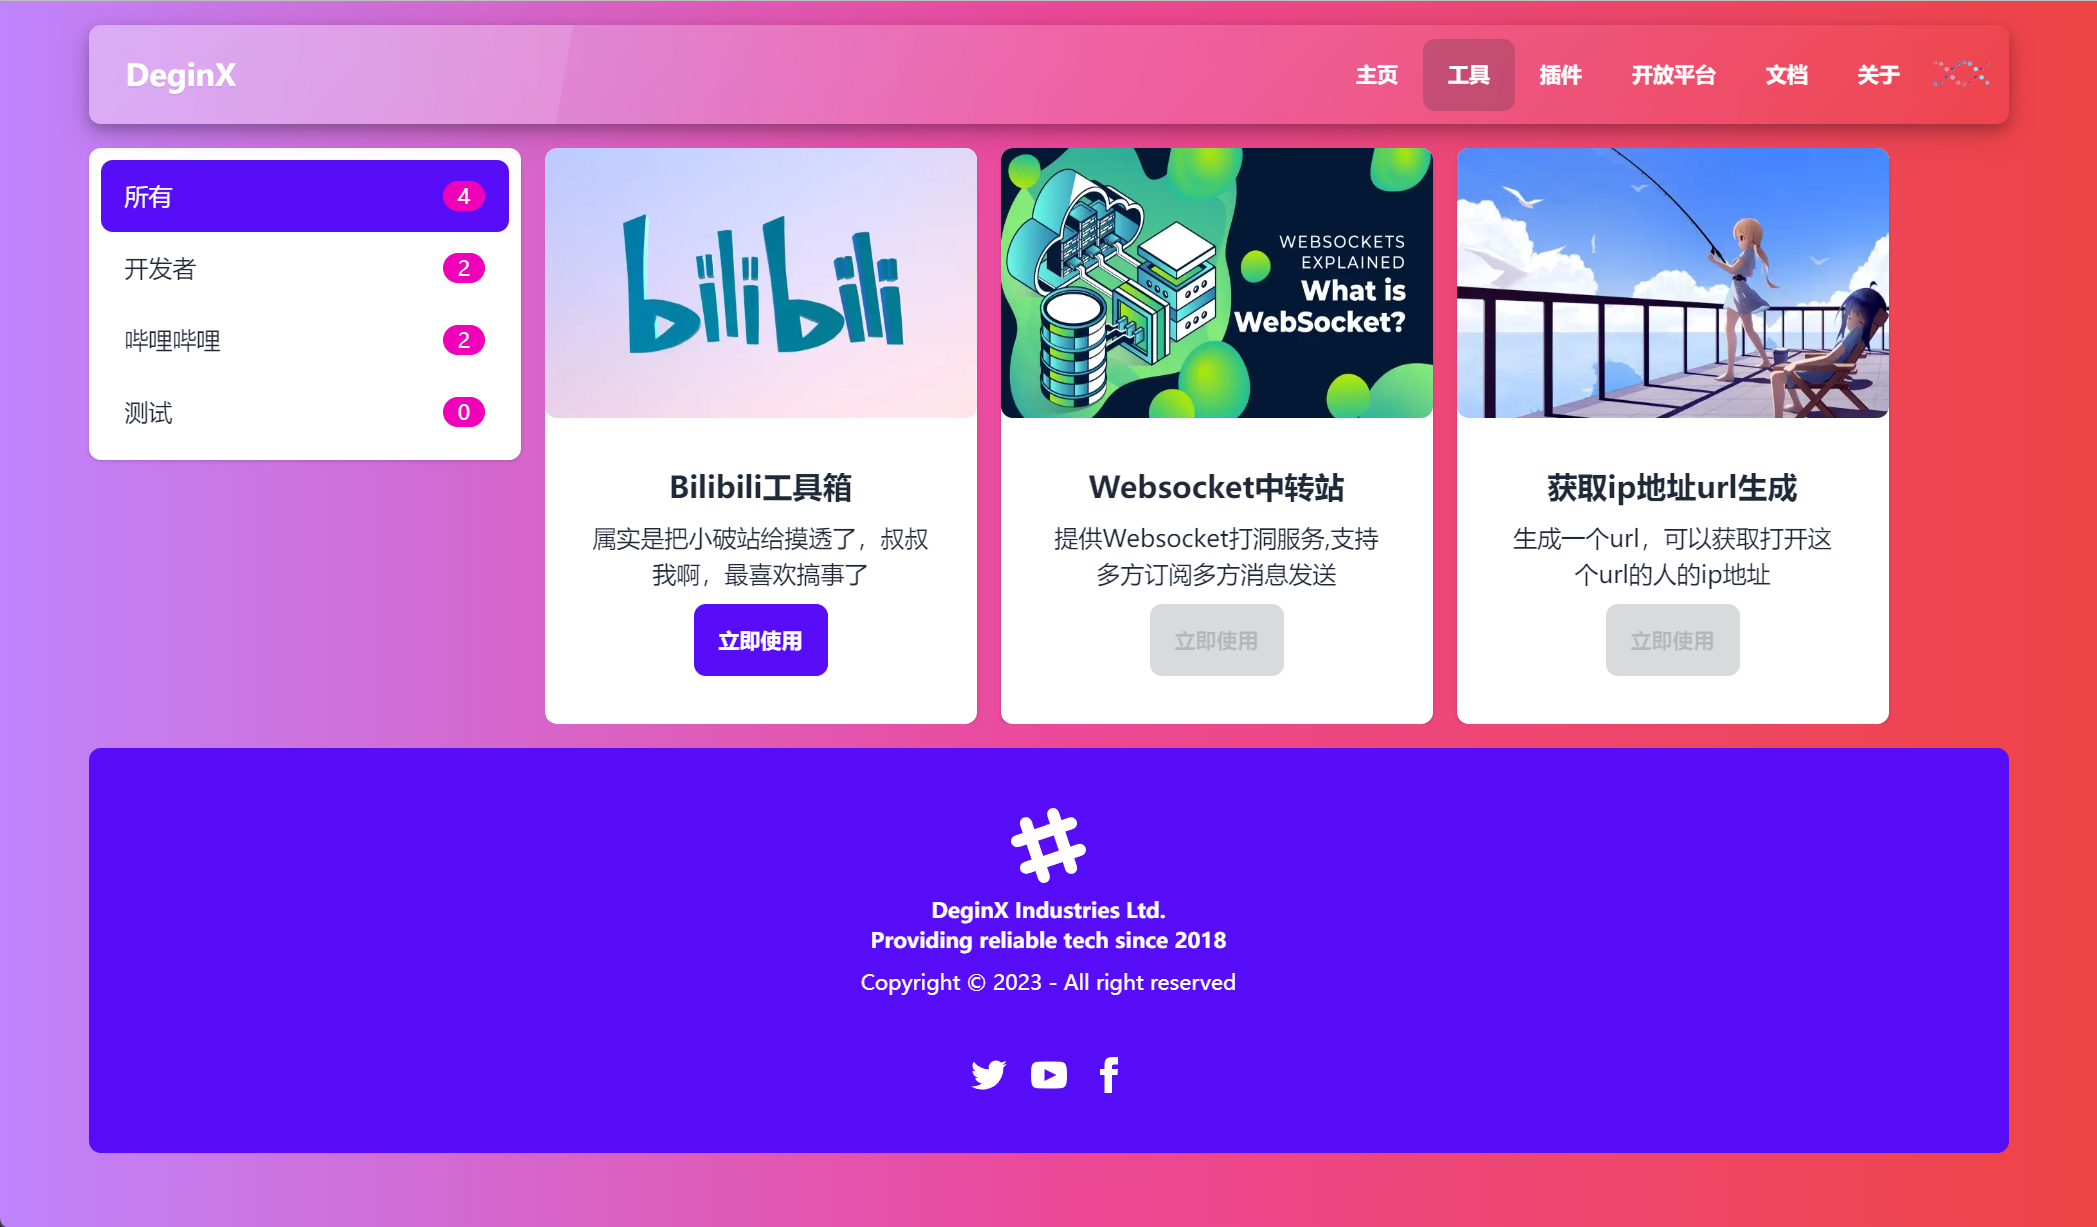 DeginX
主页 工具 插件 开放平台 文档 关于
所有 4
开发者 2
哔哩哔哩 2
测试 0
bilibili
WEBSOCKETS
EXPLAINED
What is
WebSocket?
Bilibili工具箱
属实是把小破站给摸透了，叔叔
我啊，最喜欢搞事了
立即使用
Websocket中转站
提供Websocket打洞服务,支持
多方订阅多方消息发送
立即使用
获取ip地址url生成
生成一个url，可以获取打开这
个url的人的ip地址
立即使用
DeginX Industries Ltd.
Providing reliable tech since 2018
Copyright © 2023 - All right reserved